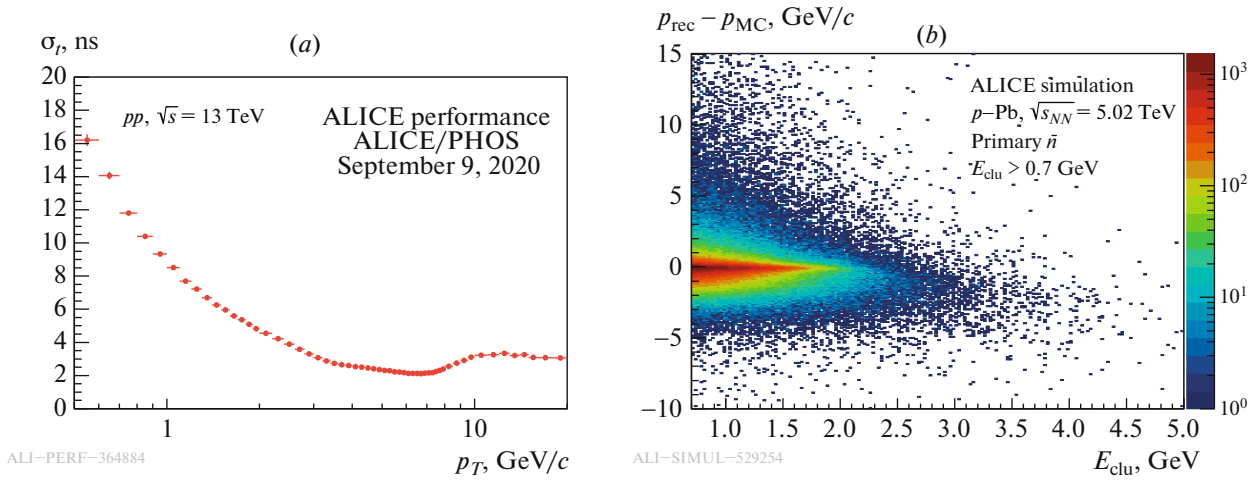 (a)
σt, ns
20
18
16
14
12
10
8
6
4
2
0
pp, √s = 13 TeV
ALICE performance
ALICE/PHOS
September 9, 2020
1
10
pT, GeV/c
ALI−PERF−364884
prec − pMC, GeV/c
(b)
15
10
5
0
−5
−10
ALICE simulation
p−Pb, √sNN = 5.02 TeV
Primary n̄
Eclu > 0.7 GeV
10³
10²
10¹
10⁰
1.0 1.5 2.0 2.5 3.0 3.5 4.0 4.5 5.0
Eclu, GeV
ALI−SIMUL−529254